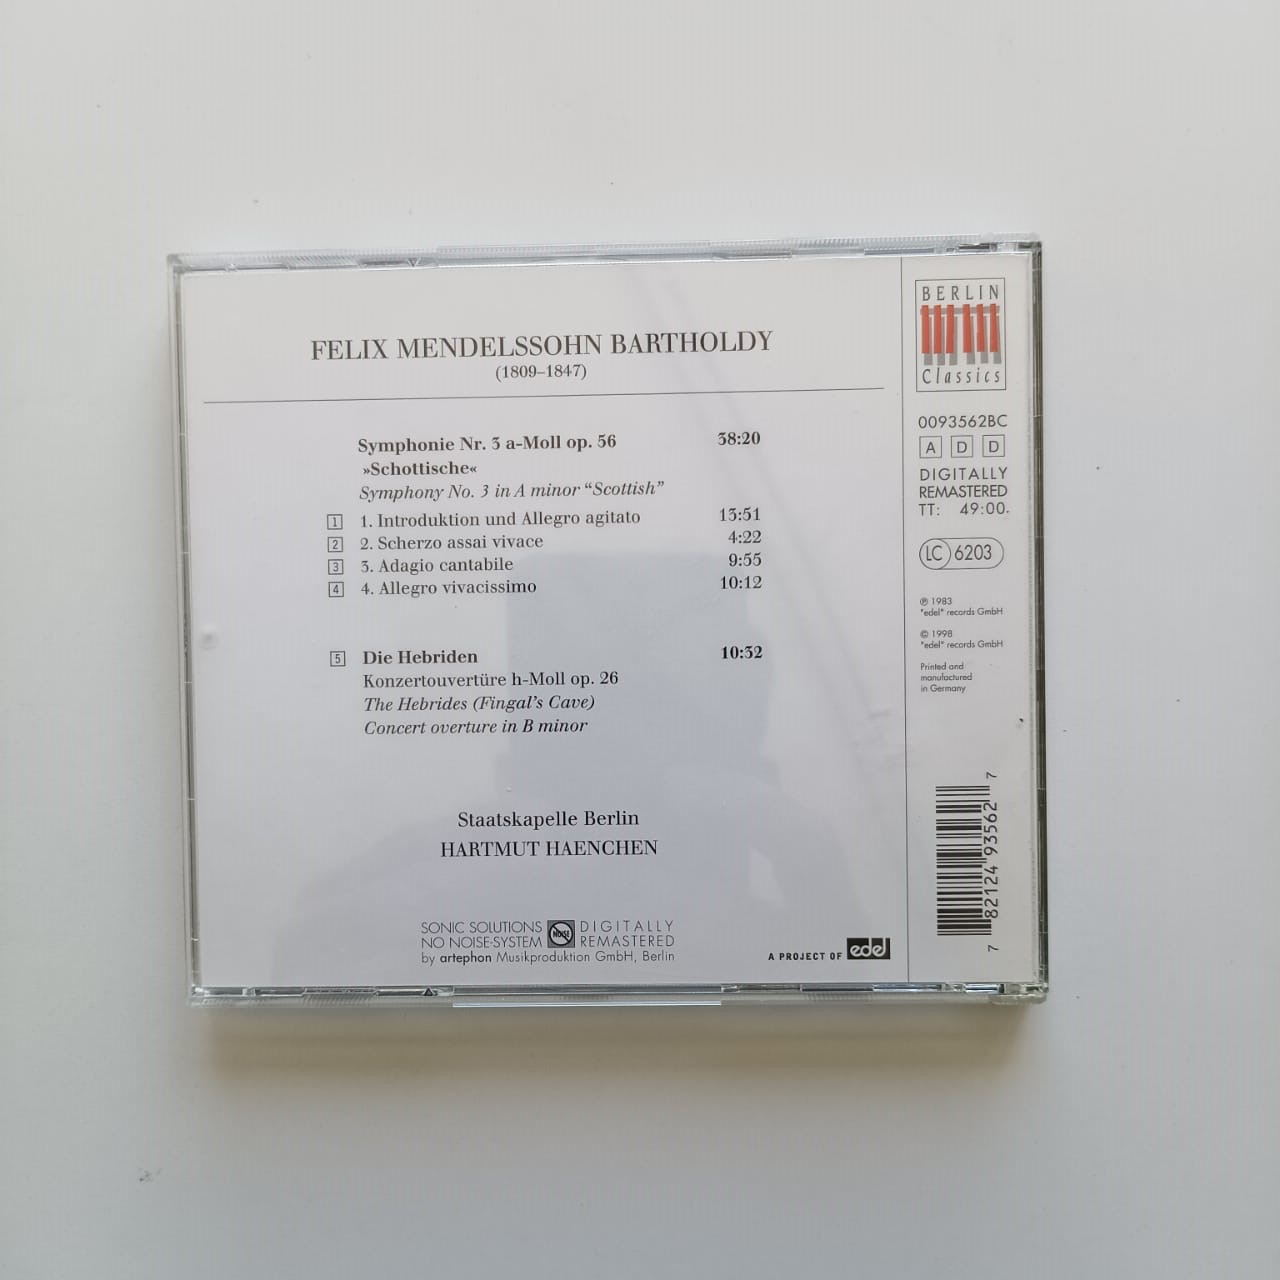 FELIX MENDELSSOHN BARTHOLDY
(1809–1847)
Symphonie Nr. 3 a-Moll op. 56 38:20
»Schottische«
Symphony No. 3 in A minor “Scottish”
1 1. Introduktion und Allegro agitato 13:51
2 2. Scherzo assai vivace 4:22
3 3. Adagio cantabile 9:55
4 4. Allegro vivacissimo 10:12
5 Die Hebriden 10:32
Konzertouvertüre h-Moll op. 26
The Hebrides (Fingal’s Cave)
Concert overture in B minor
Staatskapelle Berlin
HARTMUT HAENCHEN
SONIC SOLUTIONS NOISE DIGITALLY
NO NOISE-SYSTEM REMASTERED
by artephon Musikproduktion GmbH, Berlin
A PROJECT OF edel
BERLIN
Classics
0093562BC
A D D
DIGITALLY
REMASTERED
TT: 49:00.
LC 6203
℗ 1983
"edel" records GmbH
© 1998
"edel" records GmbH
Printed and
manufactured
in Germany
7 82124 93562 7